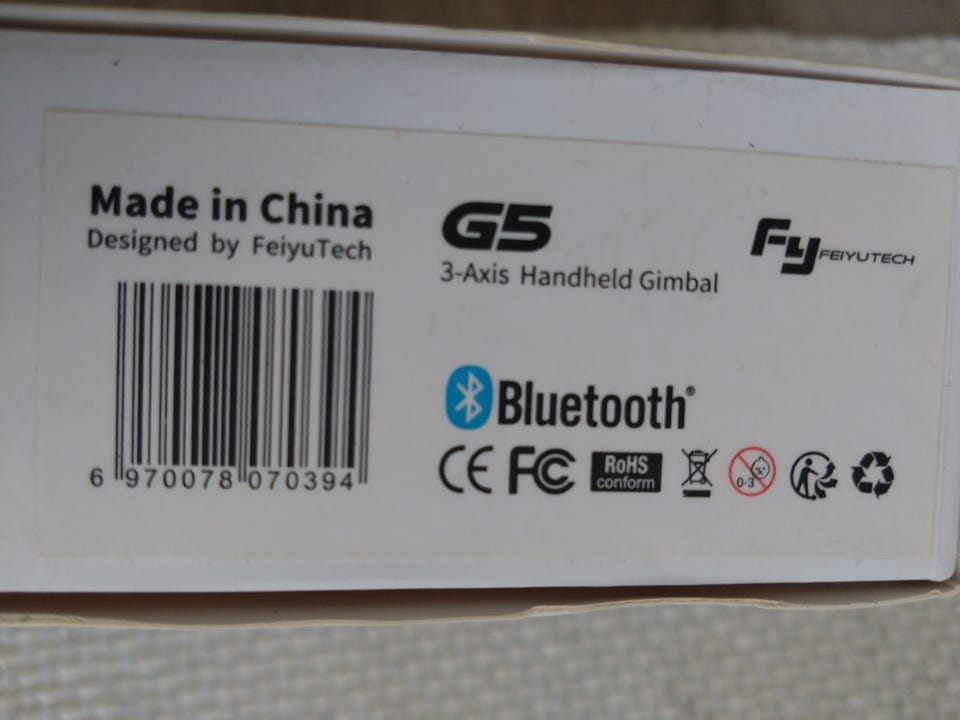 Made in China
Designed by FeiyuTech
6 970078 070394
G5
3-Axis Handheld Gimbal
Fy FEIYUTECH
Bluetooth®
CE FC RoHS
conform
0-3